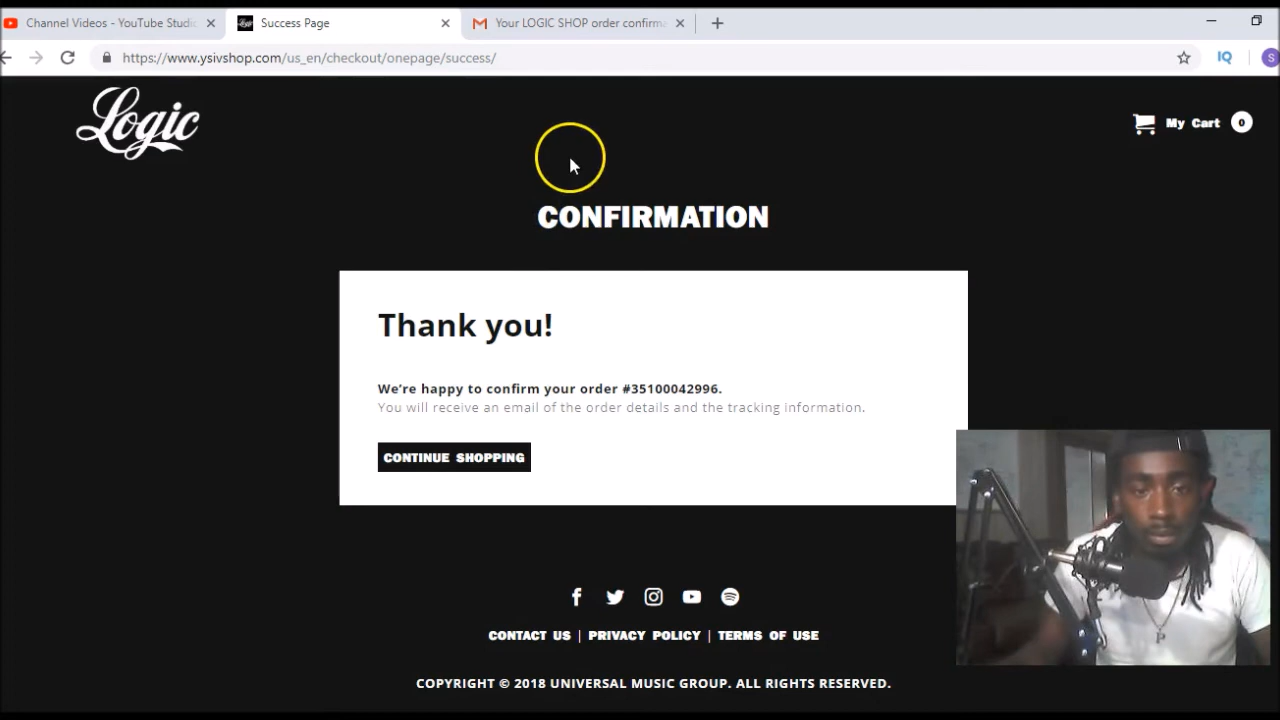 Channel Videos - YouTube Studi
Success Page
Your LOGIC SHOP order confirma
https://www.ysivshop.com/us_en/checkout/onepage/success/
IQ
S
Logic
My Cart 0
CONFIRMATION
Thank you!
We're happy to confirm your order #35100042996.
You will receive an email of the order details and the tracking information.
CONTINUE SHOPPING
CONTACT US | PRIVACY POLICY | TERMS OF USE
COPYRIGHT © 2018 UNIVERSAL MUSIC GROUP. ALL RIGHTS RESERVED.
P